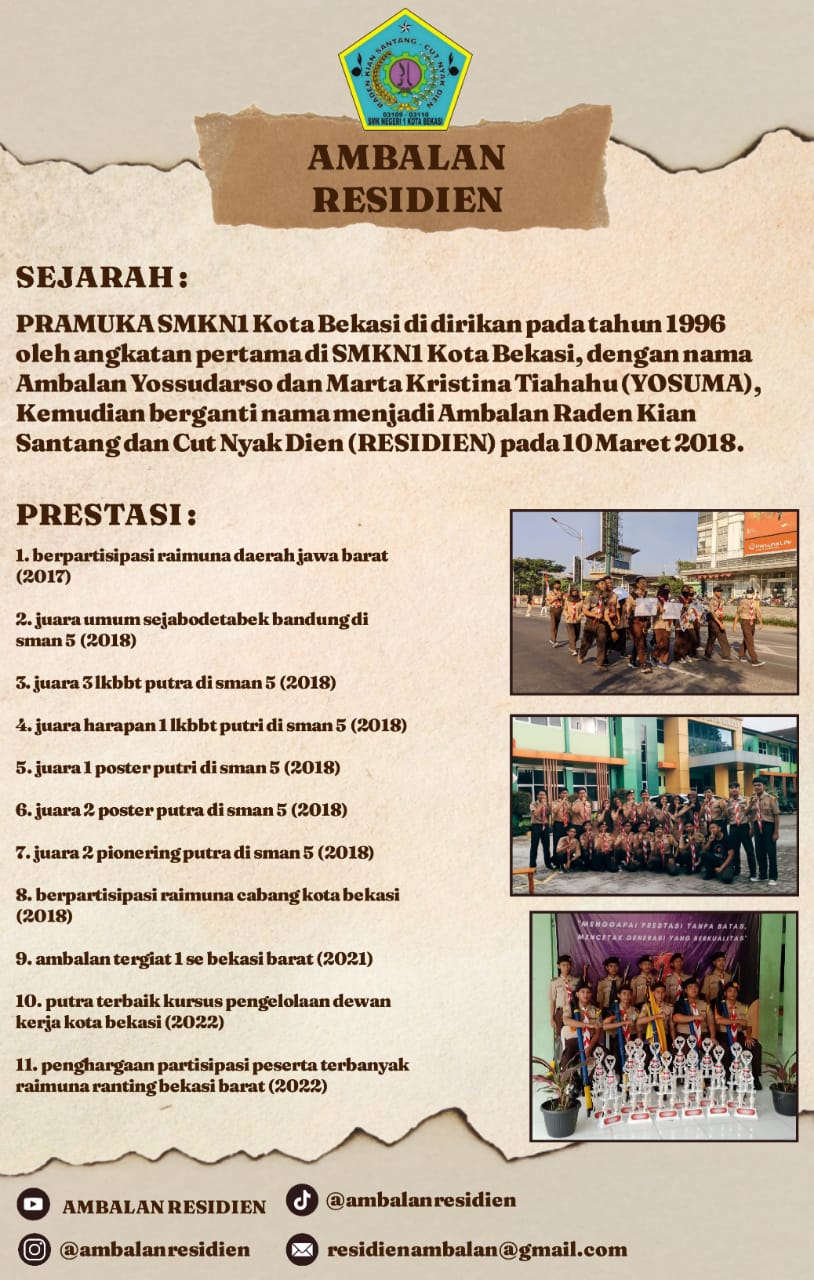 RADEN KIAN SANTANG CUT NYAK DIEN
03109 - 03110
SMK NEGERI 1 KOTA BEKASI
AMBALAN
RESIDIEN
SEJARAH :
PRAMUKA SMKN1 Kota Bekasi di dirikan pada tahun 1996
oleh angkatan pertama di SMKN1 Kota Bekasi, dengan nama
Ambalan Yossudarso dan Marta Kristina Tiahahu (YOSUMA),
Kemudian berganti nama menjadi Ambalan Raden Kian
Santang dan Cut Nyak Dien (RESIDIEN) pada 10 Maret 2018.
PRESTASI :
1. berpartisipasi raimuna daerah jawa barat
(2017)
2. juara umum sejabodetabek bandung di
sman 5 (2018)
3. juara 3 lkbbt putra di sman 5 (2018)
4. juara harapan 1 lkbbt putri di sman 5 (2018)
5. juara 1 poster putri di sman 5 (2018)
6. juara 2 poster putra di sman 5 (2018)
7. juara 2 pionering putra di sman 5 (2018)
8. berpartisipasi raimuna cabang kota bekasi
(2018)
9. ambalan tergiat 1 se bekasi barat (2021)
10. putra terbaik kursus pengelolaan dewan
kerja kota bekasi (2022)
11. penghargaan partisipasi peserta terbanyak
raimuna ranting bekasi barat (2022)
"MENGGAPAI PRESTASI TANPA BATAS,
MENCETAK GENERASI YANG BERKUALITAS"
AMBALAN RESIDIEN
@ambalanresidien
@ambalanresidien
residienambalan@gmail.com